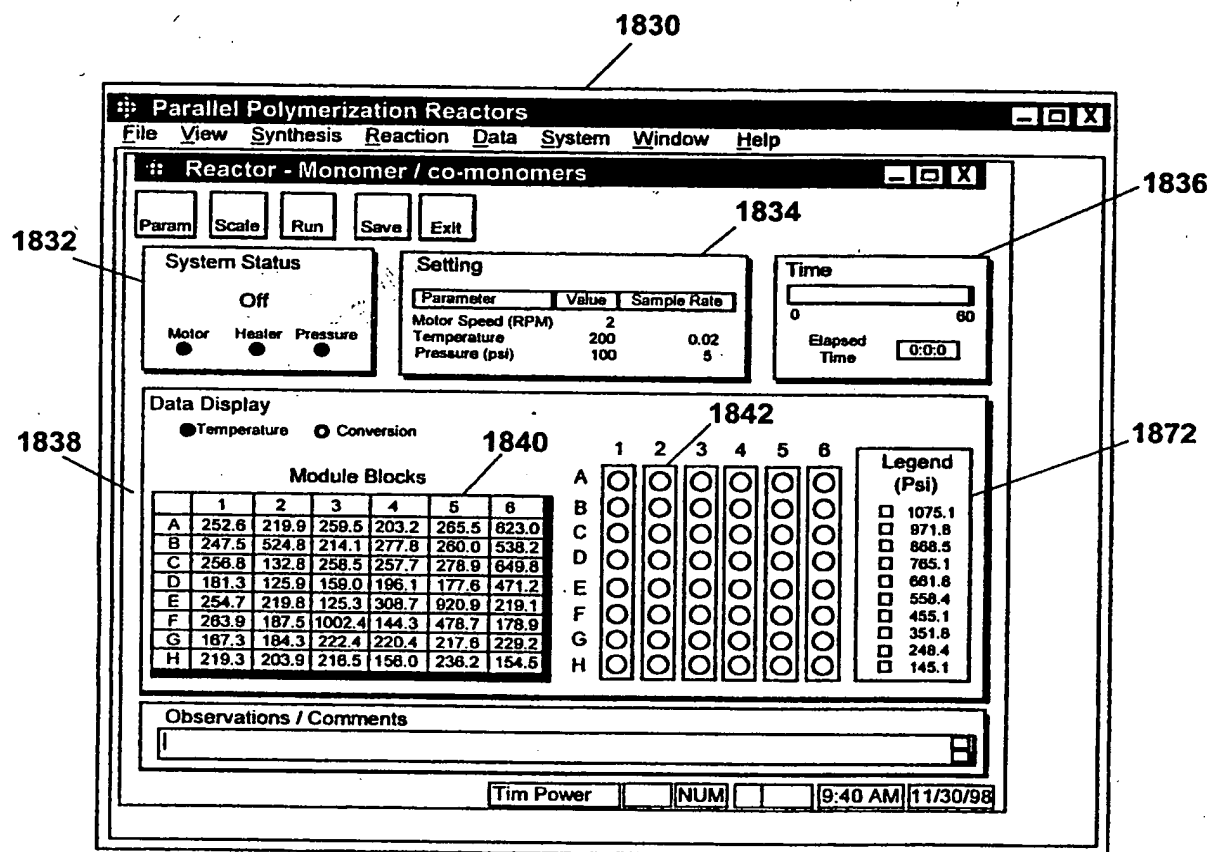 1830
Parallel Polymerization Reactors
File View Synthesis Reaction Data System Window Help
Reactor - Monomer / co-monomers
1836
1834
Param Scale Run Save Exit
1832
System Status
Off
Motor Heater Pressure
Setting
Parameter Value Sample Rate
Motor Speed (RPM) 2
Temperature 200 0.02
Pressure (psi) 100 5
Time
0 60
Elapsed Time 0:0:0
Data Display
Temperature Conversion
1838
1840
1842
1872
Module Blocks
1 2 3 4 5 6
A 252.6 219.9 259.5 203.2 265.5 623.0
B 247.5 524.8 214.1 277.8 260.0 538.2
C 256.8 132.8 258.5 257.7 278.9 649.8
D 181.3 125.9 159.0 196.1 177.6 471.2
E 254.7 219.8 125.3 308.7 920.9 219.1
F 263.9 187.5 1002.4 144.3 478.7 178.9
G 167.3 184.3 222.4 220.4 217.6 229.2
H 219.3 203.9 216.5 156.0 236.2 154.5
1 2 3 4 5 6
A
B
C
D
E
F
G
H
Legend
(Psi)
1075.1
971.8
868.5
765.1
661.8
558.4
455.1
351.8
248.4
145.1
Observations / Comments
Tim Power NUM 9:40 AM 11/30/98